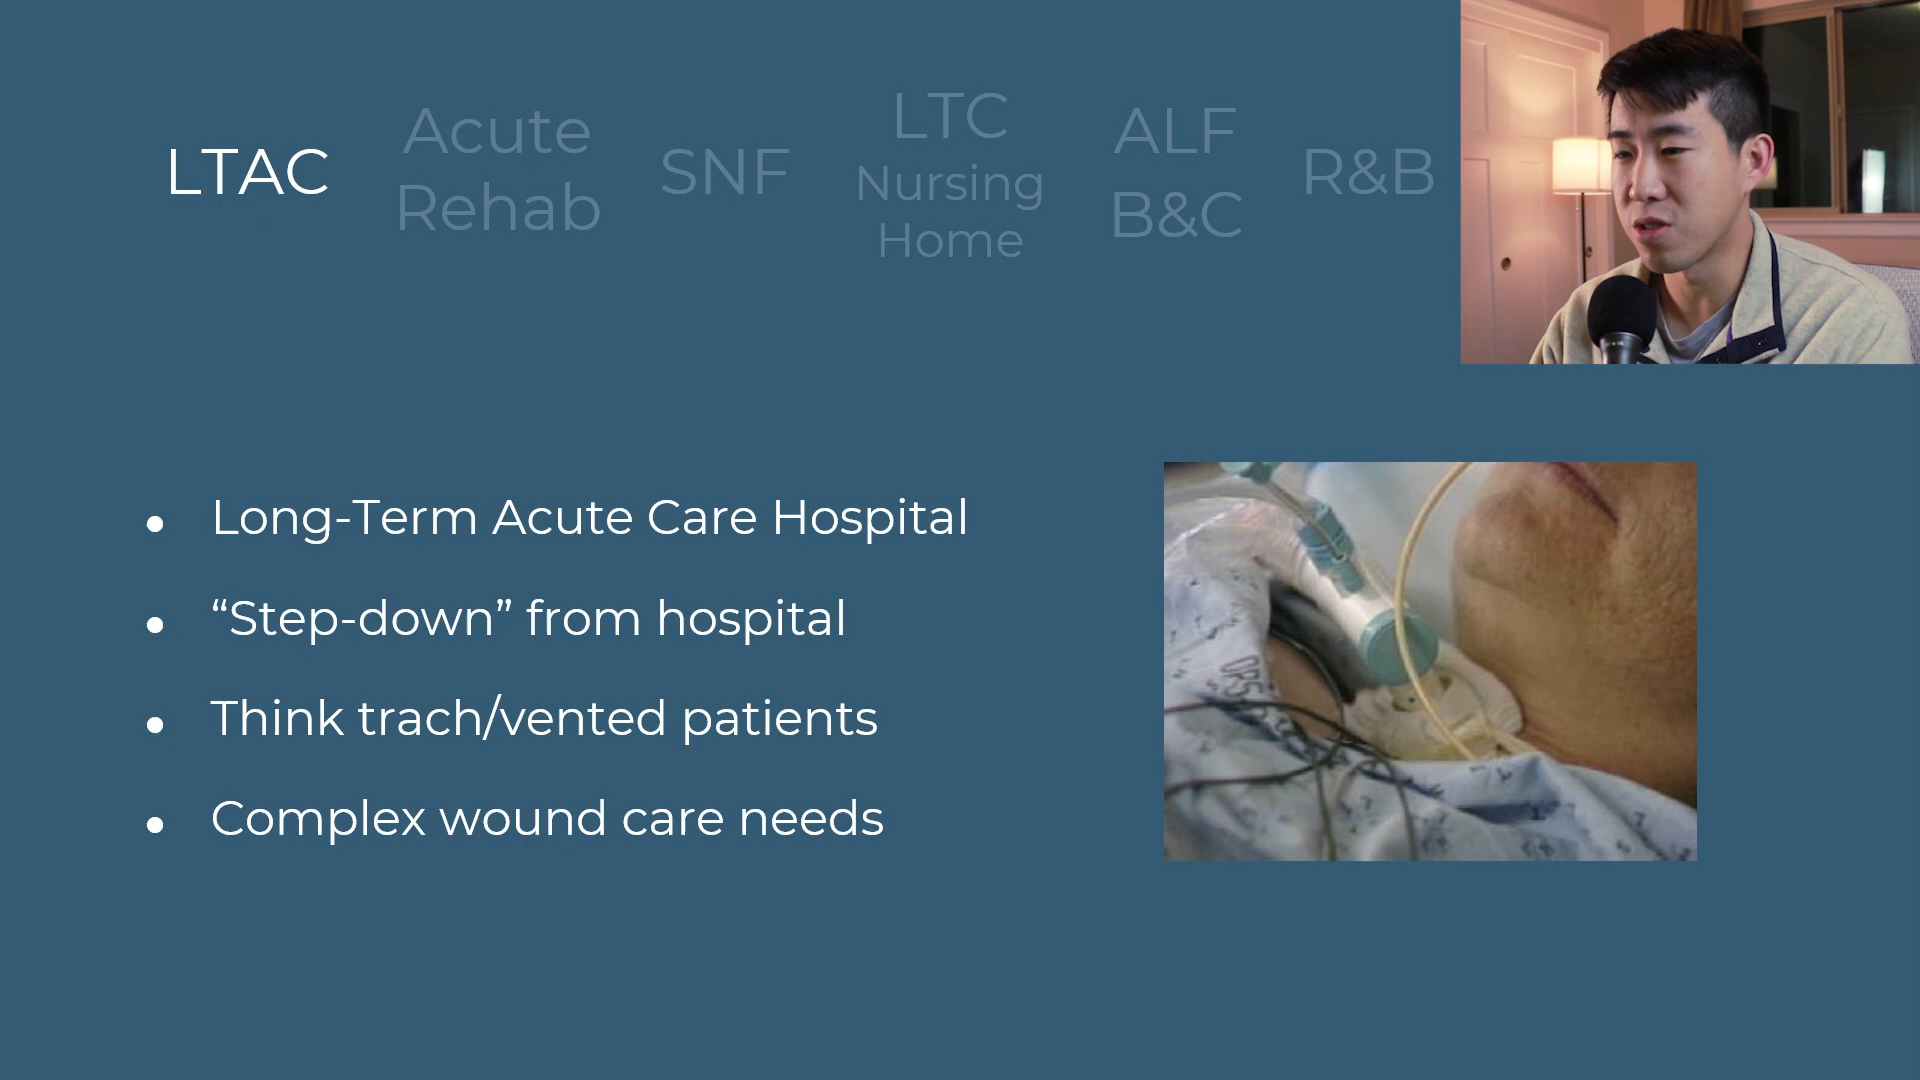 LTAC
Acute
Rehab
SNF
LTC
Nursing
Home
ALF
B&C
R&B
• Long-Term Acute Care Hospital
• “Step-down” from hospital
• Think trach/vented patients
• Complex wound care needs